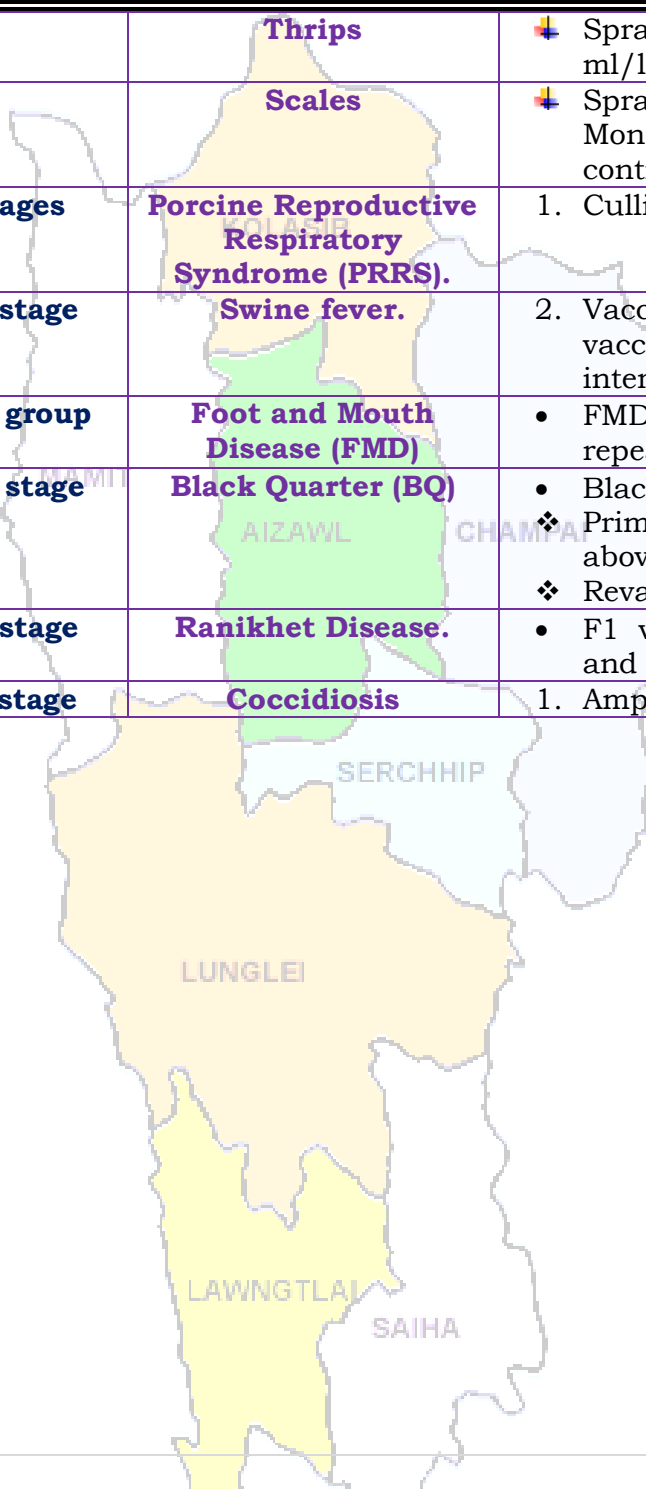 Thrips
Spra
ml/l
Scales
Spra
Mon
cont
ages
Porcine Reproductive
Respiratory
Syndrome (PRRS).
1. Culli
stage
Swine fever.
2. Vacc
vacc
inter
group
Foot and Mouth
Disease (FMD)
• FMD
repe
stage
Black Quarter (BQ)
• Blac
❖ Prim
abov
❖ Reva
stage
Ranikhet Disease.
• F1 v
and
stage
Coccidiosis
1. Amp
KOLASIB
MAMIT
AIZAWL
CHAMPAI
SERCHHIP
LUNGLEI
LAWNGTLAI
SAIHA